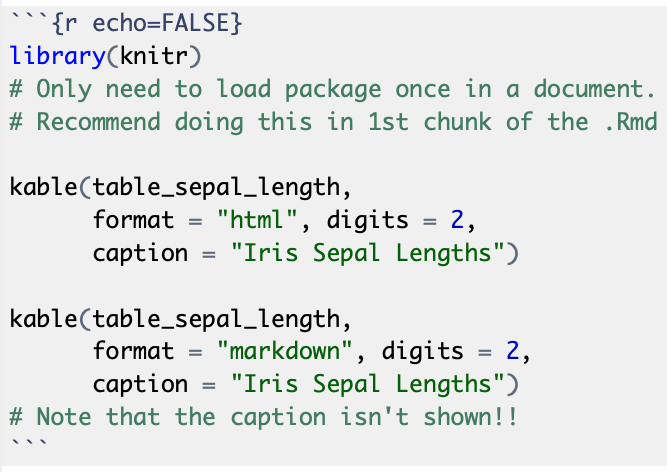 ```{r echo=FALSE}
library(knitr)
# Only need to load package once in a document.
# Recommend doing this in 1st chunk of the .Rmd

kable(table_sepal_length,
      format = "html", digits = 2,
      caption = "Iris Sepal Lengths")

kable(table_sepal_length,
      format = "markdown", digits = 2,
      caption = "Iris Sepal Lengths")
# Note that the caption isn't shown!!
```